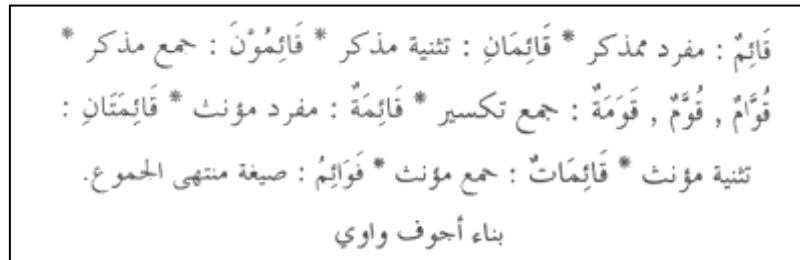 قَائِمٌ : مفرد ممذكر * قَائِمَانِ : تثنية مذكر * قَائِمُوْنَ : جمع مذكر *
قُوَّامٌ , قُوَّمٌ , قَوَمَةٌ : جمع تكسير * قَائِمَةٌ : مفرد مؤنث * قَائِمَتَانِ :
تثنية مؤنث * قَائِمَاتٌ : جمع مؤنث * قَوَائِمُ : صيغة منتهى الجموع.
بناء أجوف واوي